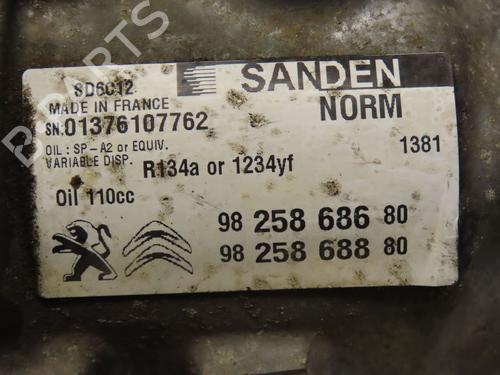 B-PARTS
SD6C12
SANDEN
MADE IN FRANCE
NORM
SN.01376107762
1381
OIL : SP-A2 or EQUIV.
VARIABLE DISP.
R134a or 1234yf
Oil 110cc
98 258 686 80
98 258 688 80